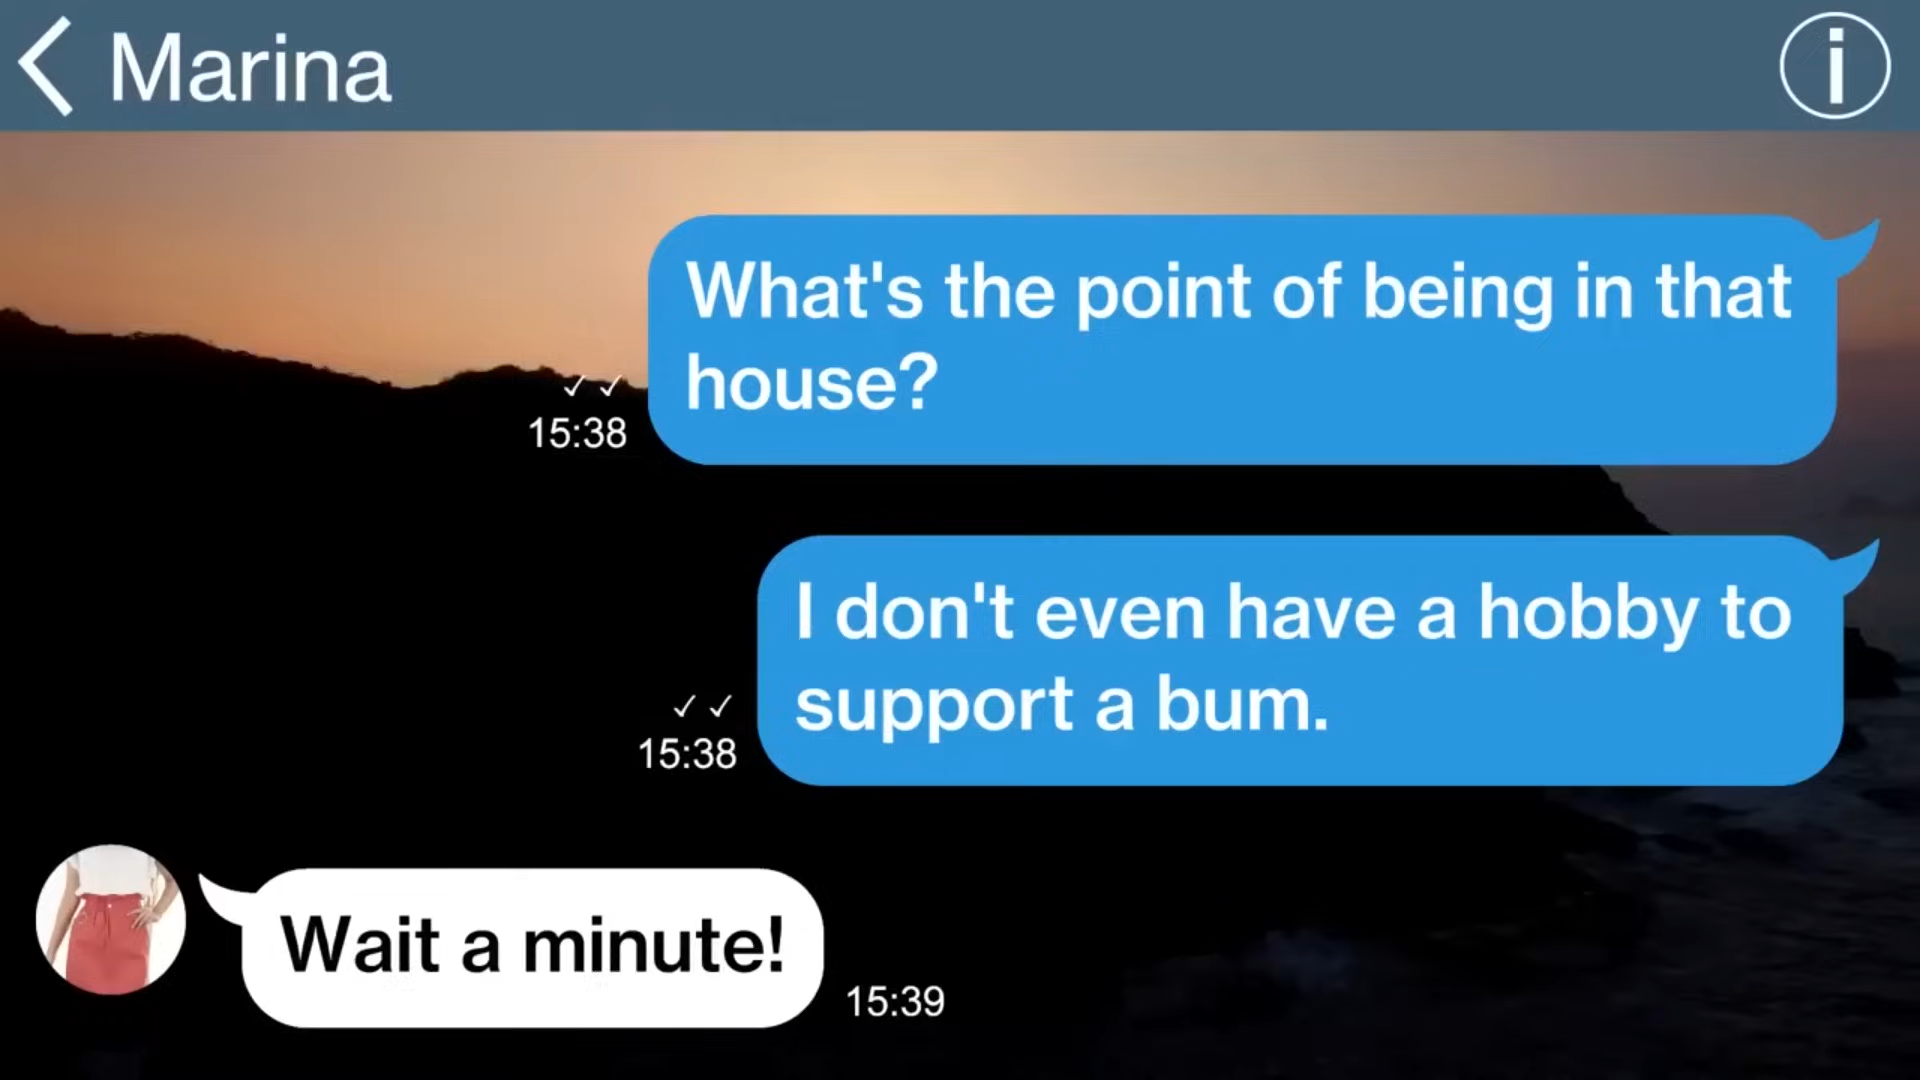 Marina
What's the point of being in that
house?
✓✓
15:38
I don't even have a hobby to
support a bum.
✓✓
15:38
Wait a minute!
15:39